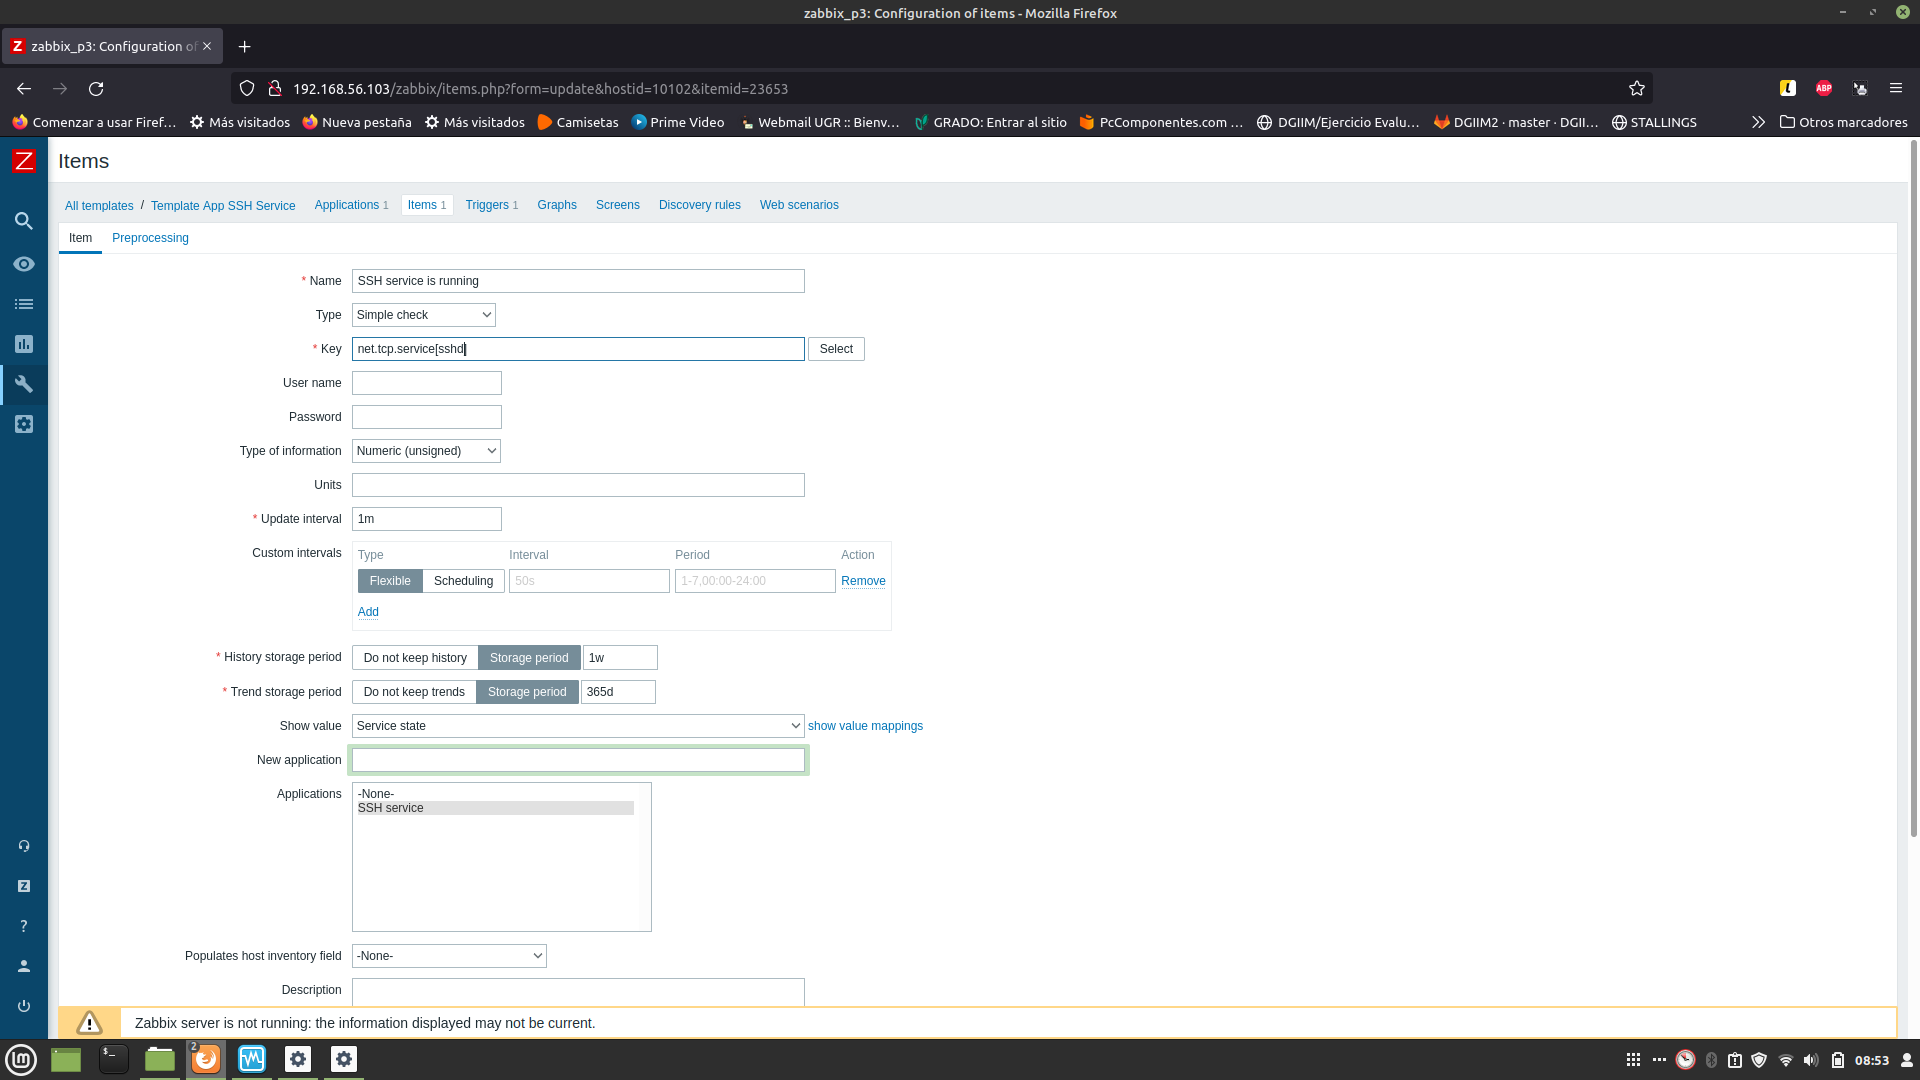 zabbix_p3: Configuration of items - Mozilla Firefox
Z zabbix_p3: Configuration of
192.168.56.103/zabbix/items.php?form=update&hostid=10102&itemid=23653
ABP
Comenzar a usar Firef... Más visitados Nueva pestaña Más visitados Camisetas Prime Video Webmail UGR :: Bienv... GRADO: Entrar al sitio PcComponentes.com ... DGIIM/Ejercicio Evalu... DGIIM2 · master · DGII... STALLINGS Otros marcadores
Z Items
All templates / Template App SSH Service Applications 1 Items 1 Triggers 1 Graphs Screens Discovery rules Web scenarios
Item Preprocessing
* Name SSH service is running
Type Simple check
* Key net.tcp.service[sshd] Select
User name
Password
Type of information Numeric (unsigned)
Units
* Update interval 1m
Custom intervals Type Interval Period Action
Flexible Scheduling 50s 1-7,00:00-24:00 Remove
Add
* History storage period Do not keep history Storage period 1w
* Trend storage period Do not keep trends Storage period 365d
Show value Service state show value mappings
New application
Applications -None-
SSH service
Z
?
Populates host inventory field -None-
Description
Zabbix server is not running: the information displayed may not be current.
2
lm $_ 08:53